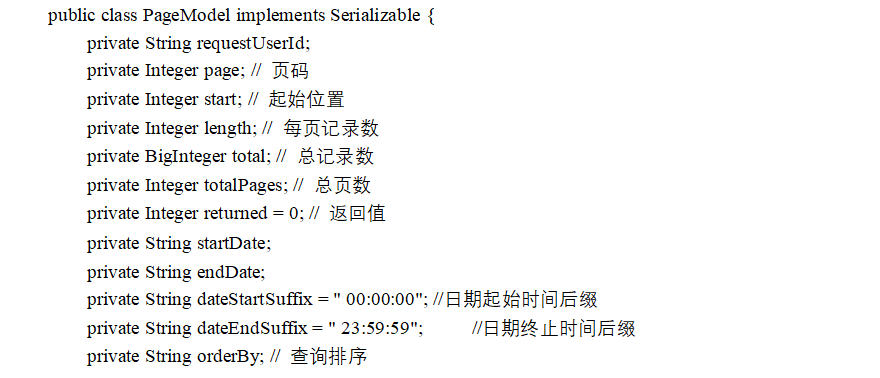 public class PageModel implements Serializable {
private String requestUserId;
private Integer page; // 页码
private Integer start; // 起始位置
private Integer length; // 每页记录数
private BigInteger total; // 总记录数
private Integer totalPages; // 总页数
private Integer returned = 0; // 返回值
private String startDate;
private String endDate;
private String dateStartSuffix = " 00:00:00"; //日期起始时间后缀
private String dateEndSuffix = " 23:59:59"; //日期终止时间后缀
private String orderBy; // 查询排序